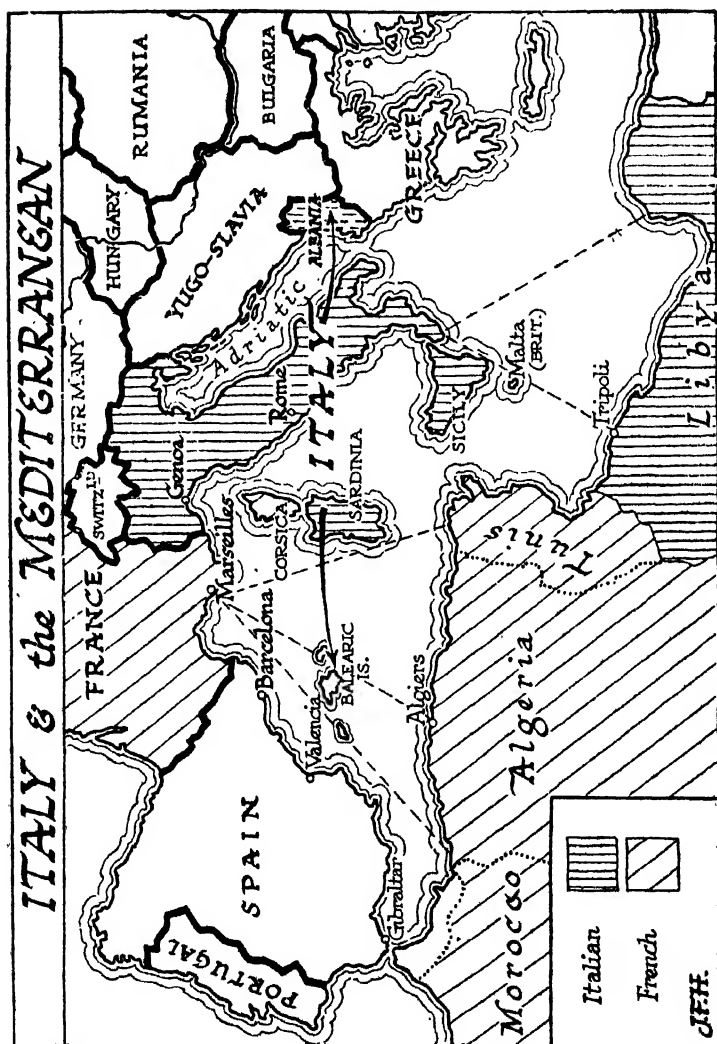 ITALY & the MEDITERRANEAN
FRANCE
SWITZLD
GERMANY
HUNGARY
RUMANIA
YUGO-SLAVIA
BULGARIA
Genoa
Marseilles
Adriatic
ALBANIA
GREECE
CORSICA
Rome
ITALY
SARDINIA
SICILY
Malta
(BRIT.)
PORTUGAL
SPAIN
Barcelona
Valencia
BALEARIC
IS.
Gibraltar
Algiers
Tunis
Tripoli
Libya
Morocco
Algeria
Italian
French
J.F.H.